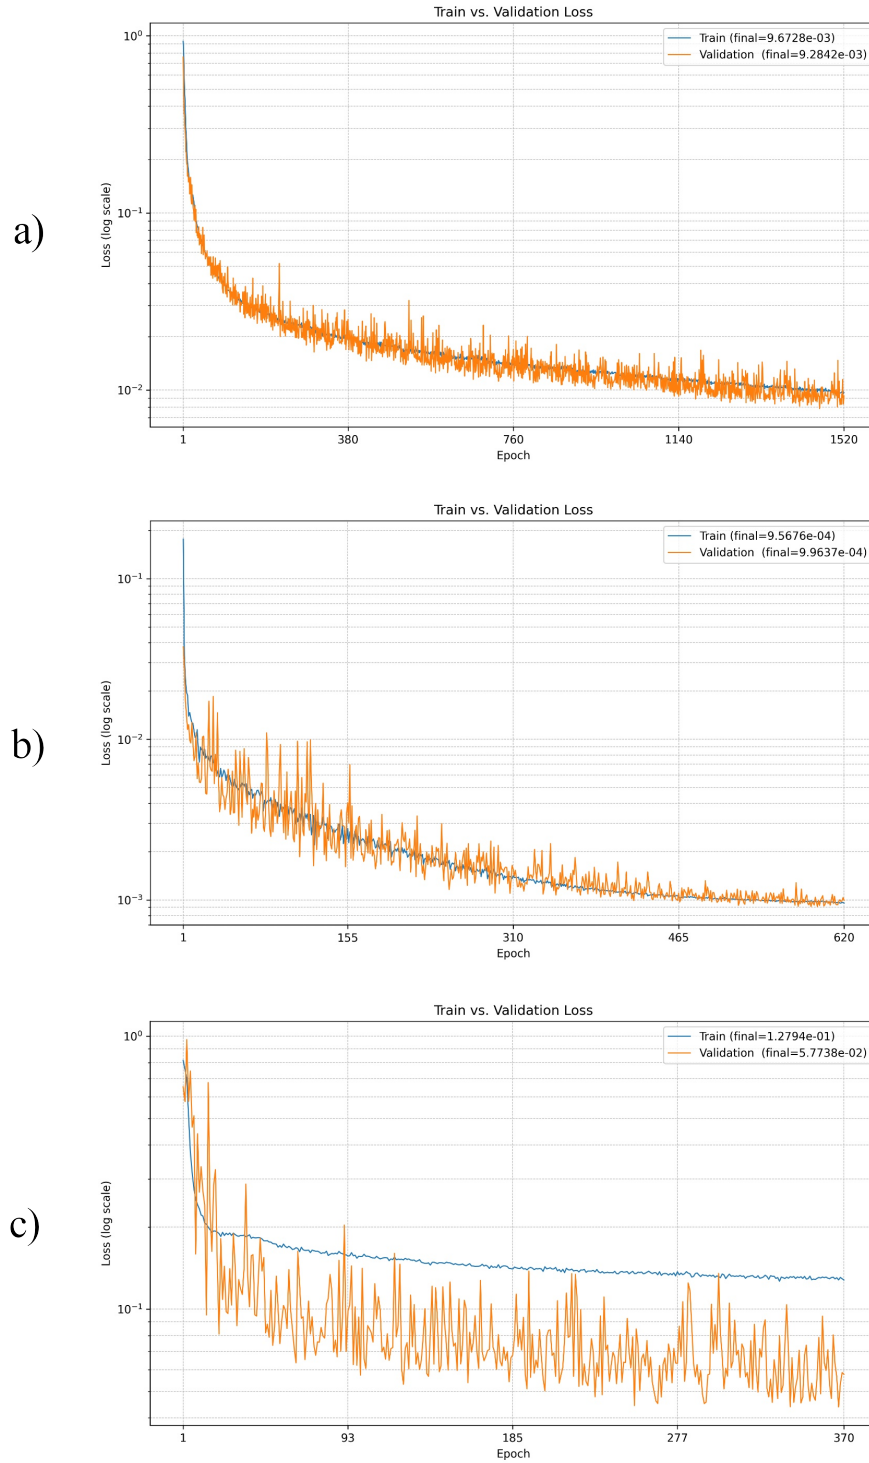 a)
Train vs. Validation Loss
Train (final=9.6728e-03)
Validation  (final=9.2842e-03)
Loss (log scale)
10⁰
10⁻¹
10⁻²
1 380 760 1140 1520
Epoch
b)
Train vs. Validation Loss
Train (final=9.5676e-04)
Validation  (final=9.9637e-04)
Loss (log scale)
10⁻¹
10⁻²
10⁻³
1 155 310 465 620
Epoch
c)
Train vs. Validation Loss
Train (final=1.2794e-01)
Validation  (final=5.7738e-02)
Loss (log scale)
10⁰
10⁻¹
1 93 185 277 370
Epoch